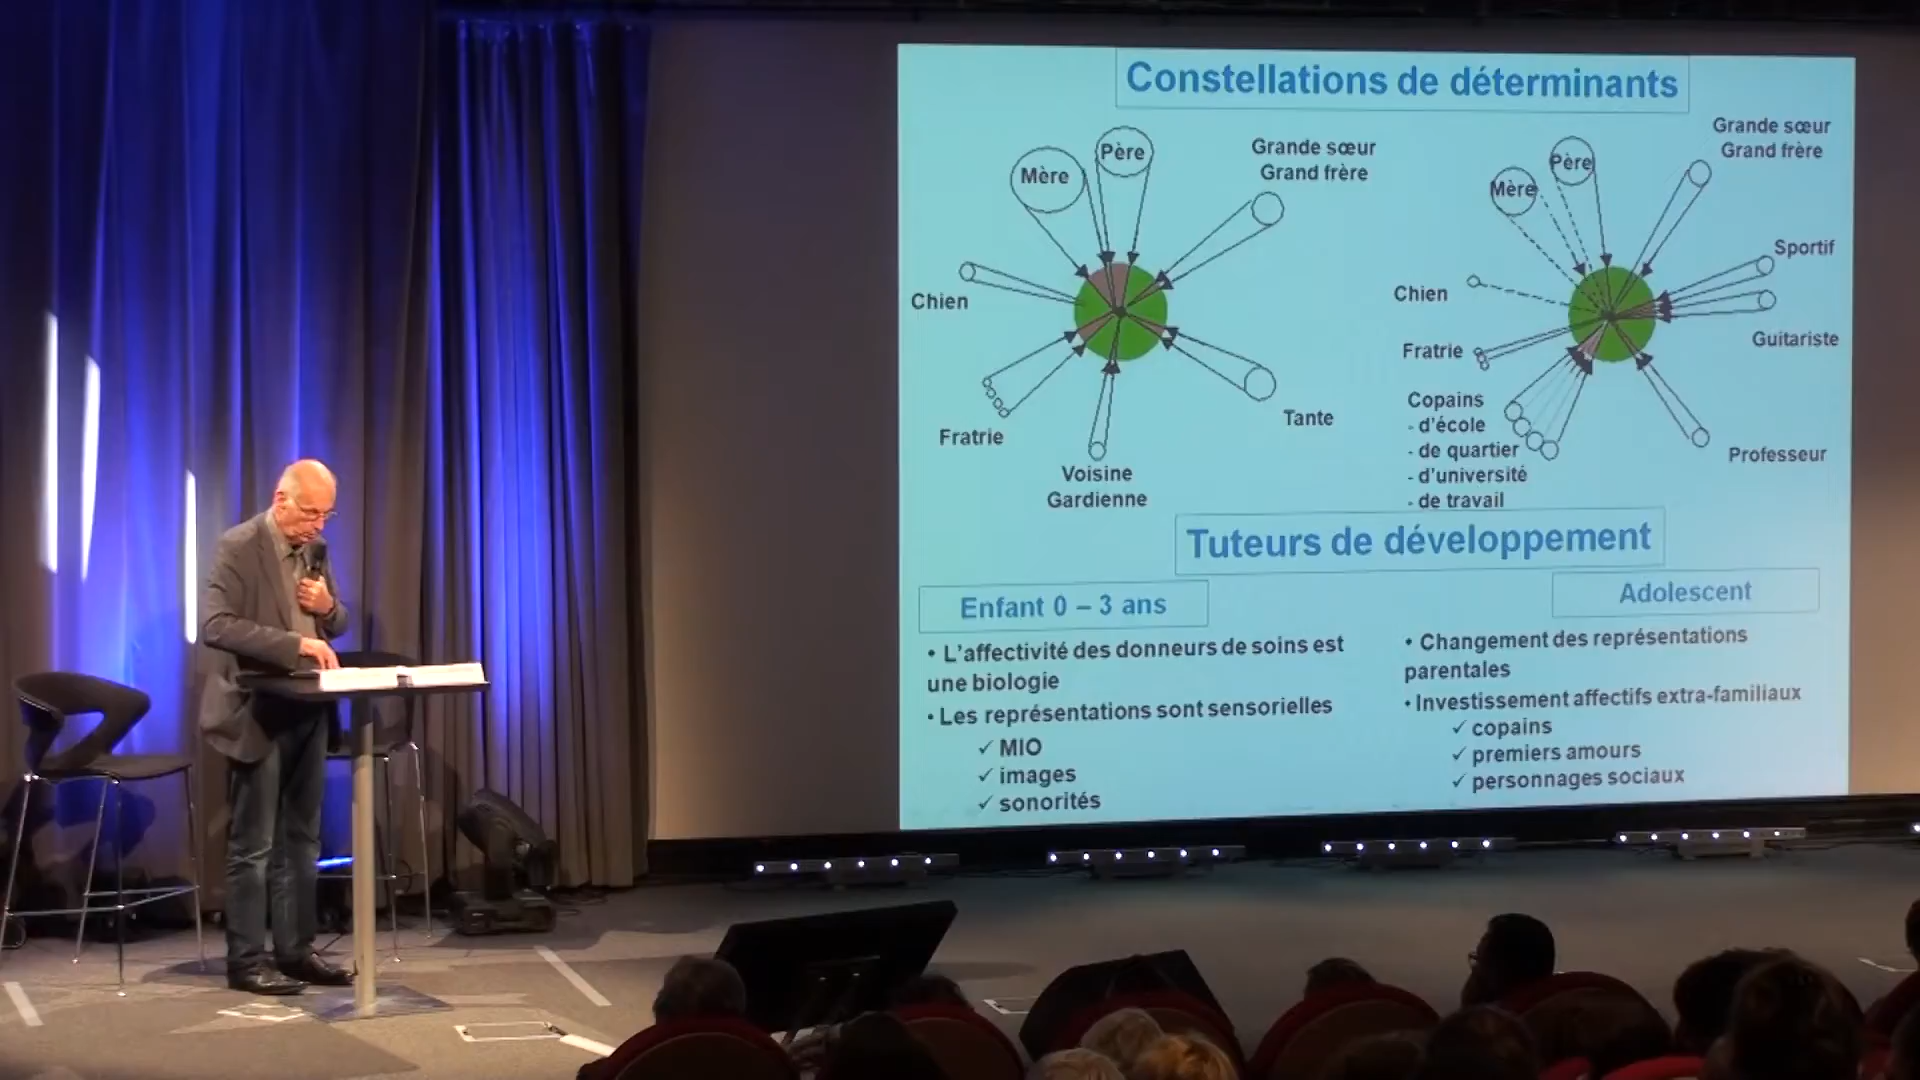 Constellations de déterminants
Mère
Père
Grande sœur
Grand frère
Chien
Fratrie
Voisine
Gardienne
Tante
Mère
Père
Grande sœur
Grand frère
Sportif
Chien
Guitariste
Fratrie
Copains
- d'école
- de quartier
- d'université
- de travail
Professeur
Tuteurs de développement
Enfant 0 – 3 ans
• L'affectivité des donneurs de soins est
une biologie
• Les représentations sont sensorielles
✓ MIO
✓ images
✓ sonorités
Adolescent
• Changement des représentations
parentales
• Investissement affectifs extra-familiaux
✓ copains
✓ premiers amours
✓ personnages sociaux